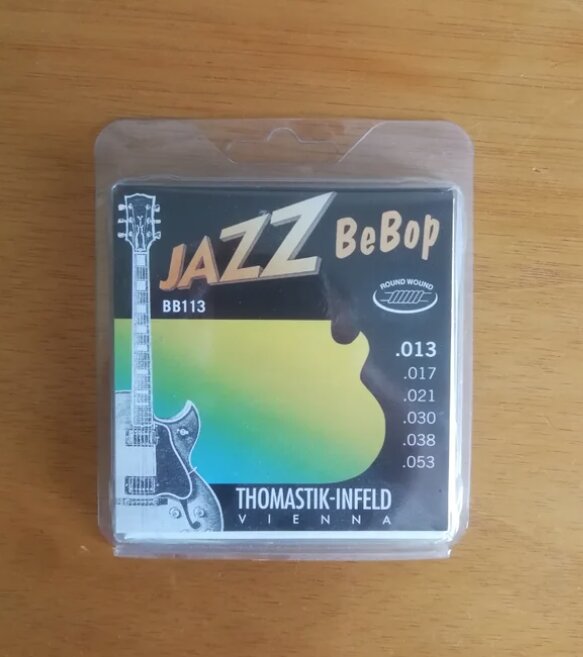 JAZZ BeBop
BB113
ROUND WOUND
.013
.017
.021
.030
.038
.053
THOMASTIK-INFELD
VIENNA